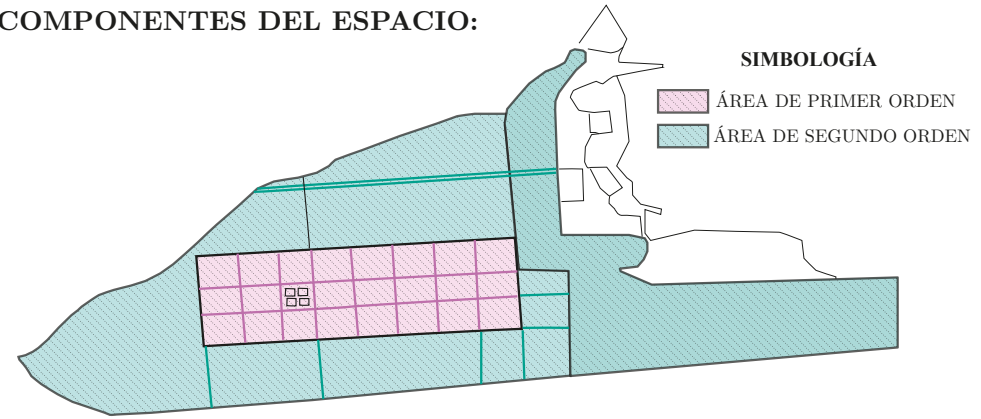 COMPONENTES DEL ESPACIO:
SIMBOLOGÍA
ÁREA DE PRIMER ORDEN
ÁREA DE SEGUNDO ORDEN